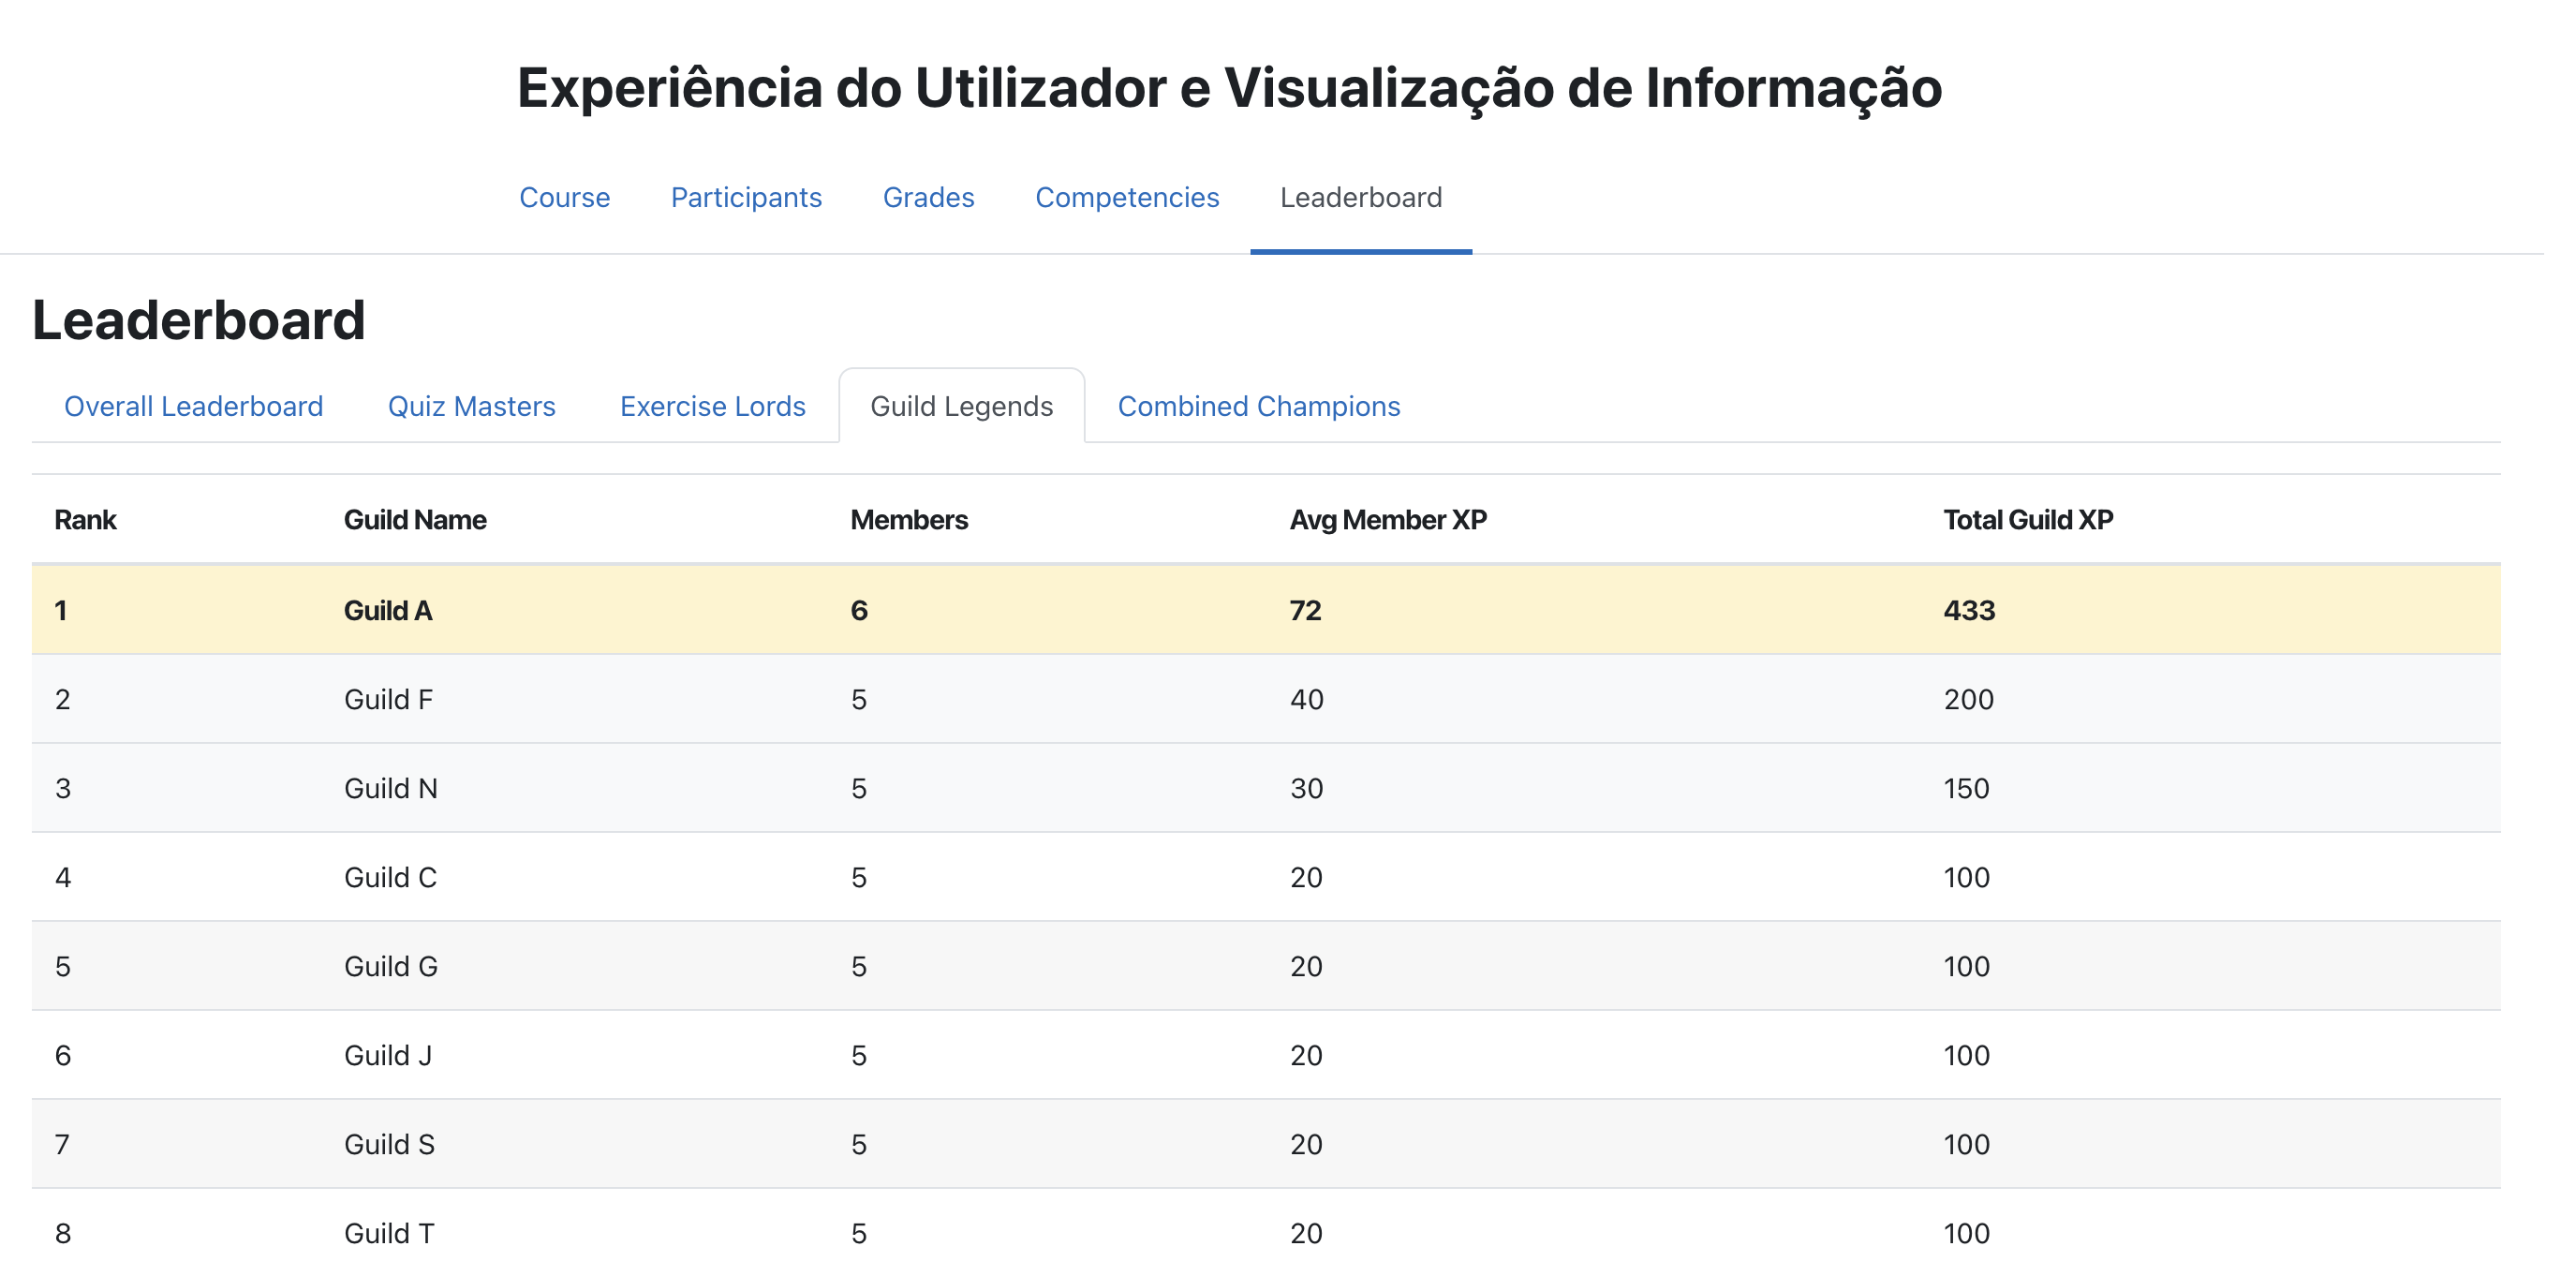 Experiência do Utilizador e Visualização de Informação
Course Participants Grades Competencies Leaderboard
Leaderboard
Overall Leaderboard Quiz Masters Exercise Lords Guild Legends Combined Champions
Rank Guild Name Members Avg Member XP Total Guild XP
1 Guild A 6 72 433
2 Guild F 5 40 200
3 Guild N 5 30 150
4 Guild C 5 20 100
5 Guild G 5 20 100
6 Guild J 5 20 100
7 Guild S 5 20 100
8 Guild T 5 20 100